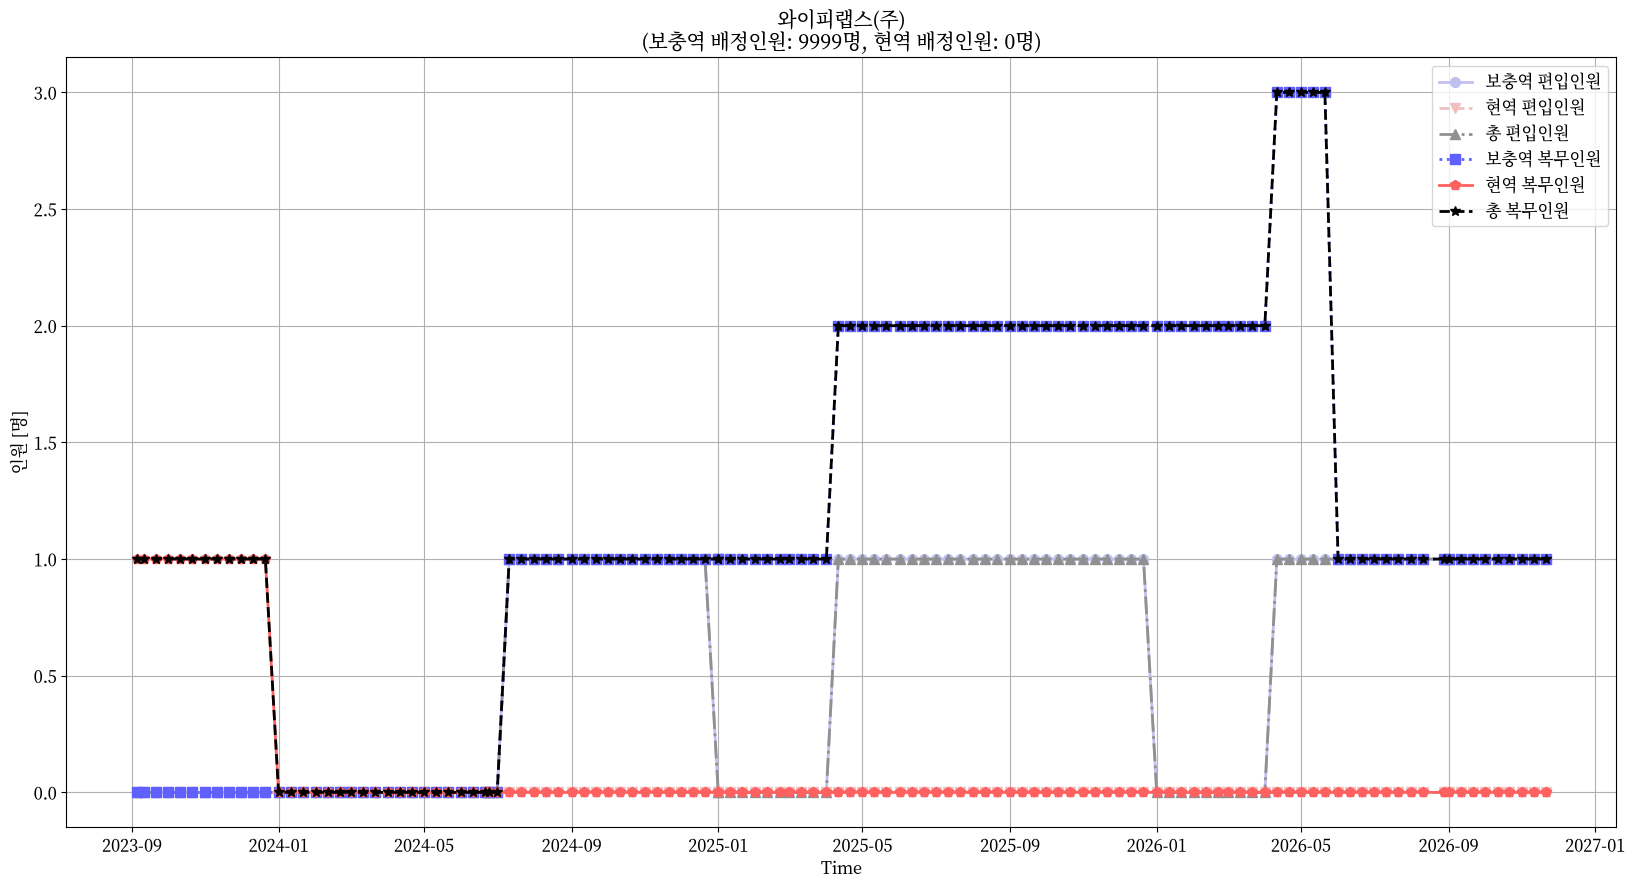 와이피랩스(주)
(보충역 배정인원: 9999명, 현역 배정인원: 0명)
보충역 편입인원
현역 편입인원
총 편입인원
보충역 복무인원
현역 복무인원
총 복무인원
인원 [명]
3.0
2.5
2.0
1.5
1.0
0.5
0.0
2023-09 2024-01 2024-05 2024-09 2025-01 2025-05 2025-09 2026-01 2026-05 2026-09 2027-01
Time